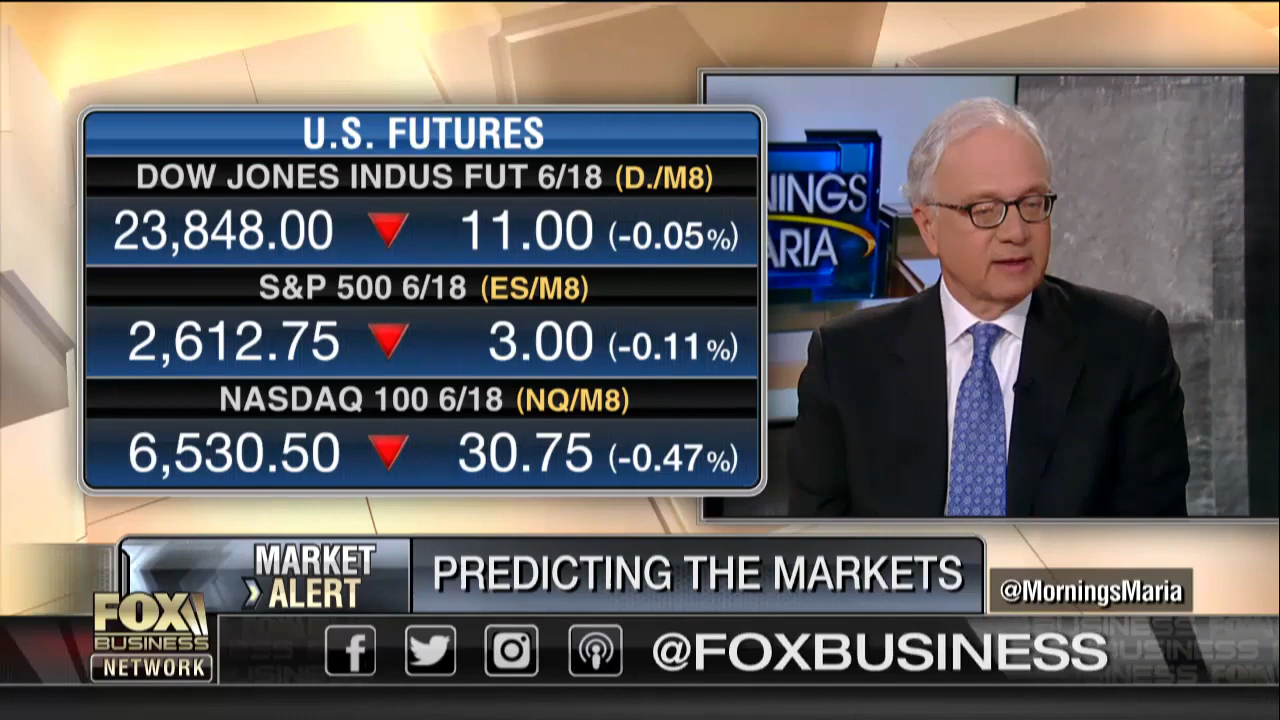 U.S. FUTURES
DOW JONES INDUS FUT 6/18 (D./M8)
23,848.00 ▼ 11.00 (-0.05%)
S&P 500 6/18 (ES/M8)
2,612.75 ▼ 3.00 (-0.11%)
NASDAQ 100 6/18 (NQ/M8)
6,530.50 ▼ 30.75 (-0.47%)
NINGS
ARIA
MARKET
ALERT
PREDICTING THE MARKETS
@MorningsMaria
FOX
BUSINESS
NETWORK
@FOXBUSINESS